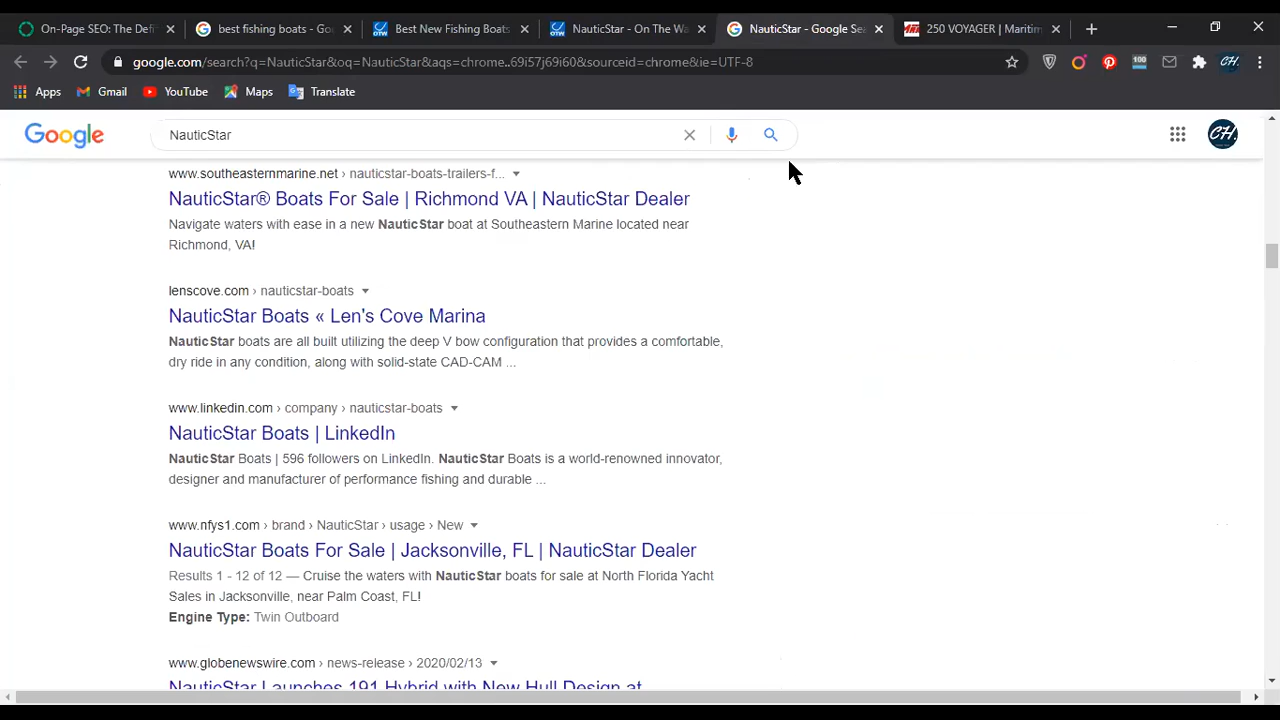 On-Page SEO: The Defi
best fishing boats - Goo
Best New Fishing Boats
NauticStar - On The Wa
NauticStar - Google Sea
250 VOYAGER | Maritim
google.com/search?q=NauticStar&oq=NauticStar&aqs=chrome..69i57j69i60&sourceid=chrome&ie=UTF-8
100
CH.
Apps
Gmail
YouTube
Maps
Translate
Google
NauticStar
CH.
www.southeasternmarine.net › nauticstar-boats-trailers-f...
NauticStar® Boats For Sale | Richmond VA | NauticStar Dealer
Navigate waters with ease in a new NauticStar boat at Southeastern Marine located near
Richmond, VA!
lenscove.com › nauticstar-boats
NauticStar Boats « Len's Cove Marina
NauticStar boats are all built utilizing the deep V bow configuration that provides a comfortable,
dry ride in any condition, along with solid-state CAD-CAM ...
www.linkedin.com › company › nauticstar-boats
NauticStar Boats | LinkedIn
NauticStar Boats | 596 followers on LinkedIn. NauticStar Boats is a world-renowned innovator,
designer and manufacturer of performance fishing and durable ...
www.nfys1.com › brand › NauticStar › usage › New
NauticStar Boats For Sale | Jacksonville, FL | NauticStar Dealer
Results 1 - 12 of 12 — Cruise the waters with NauticStar boats for sale at North Florida Yacht
Sales in Jacksonville, near Palm Coast, FL!
Engine Type: Twin Outboard
www.globenewswire.com › news-release › 2020/02/13
NauticStar Launches 191 Hybrid with New Hull Design at